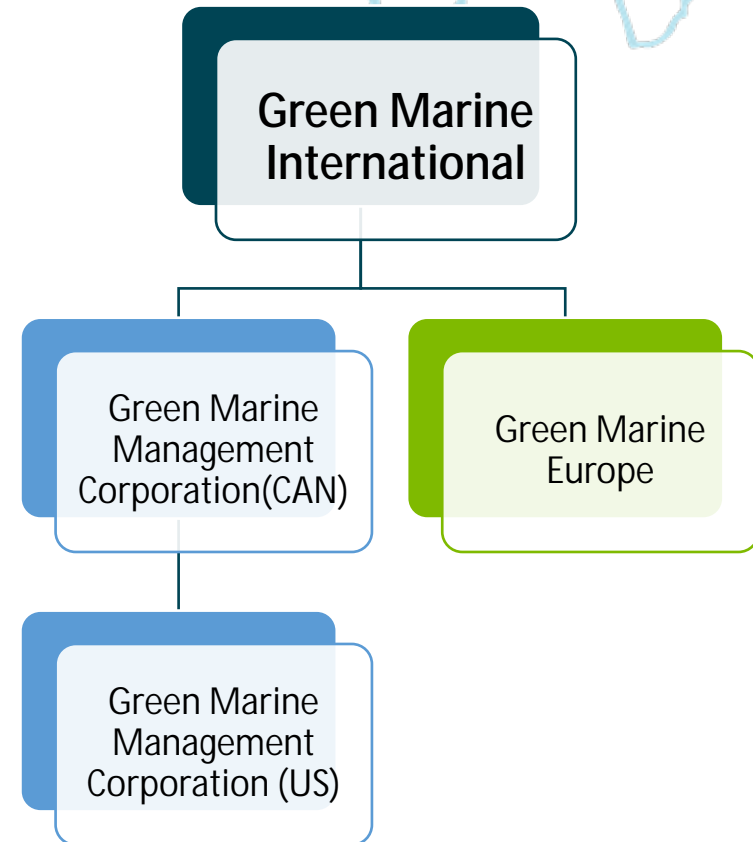 Green Marine
International
Green Marine
Management
Corporation(CAN)
Green Marine
Europe
Green Marine
Management
Corporation (US)